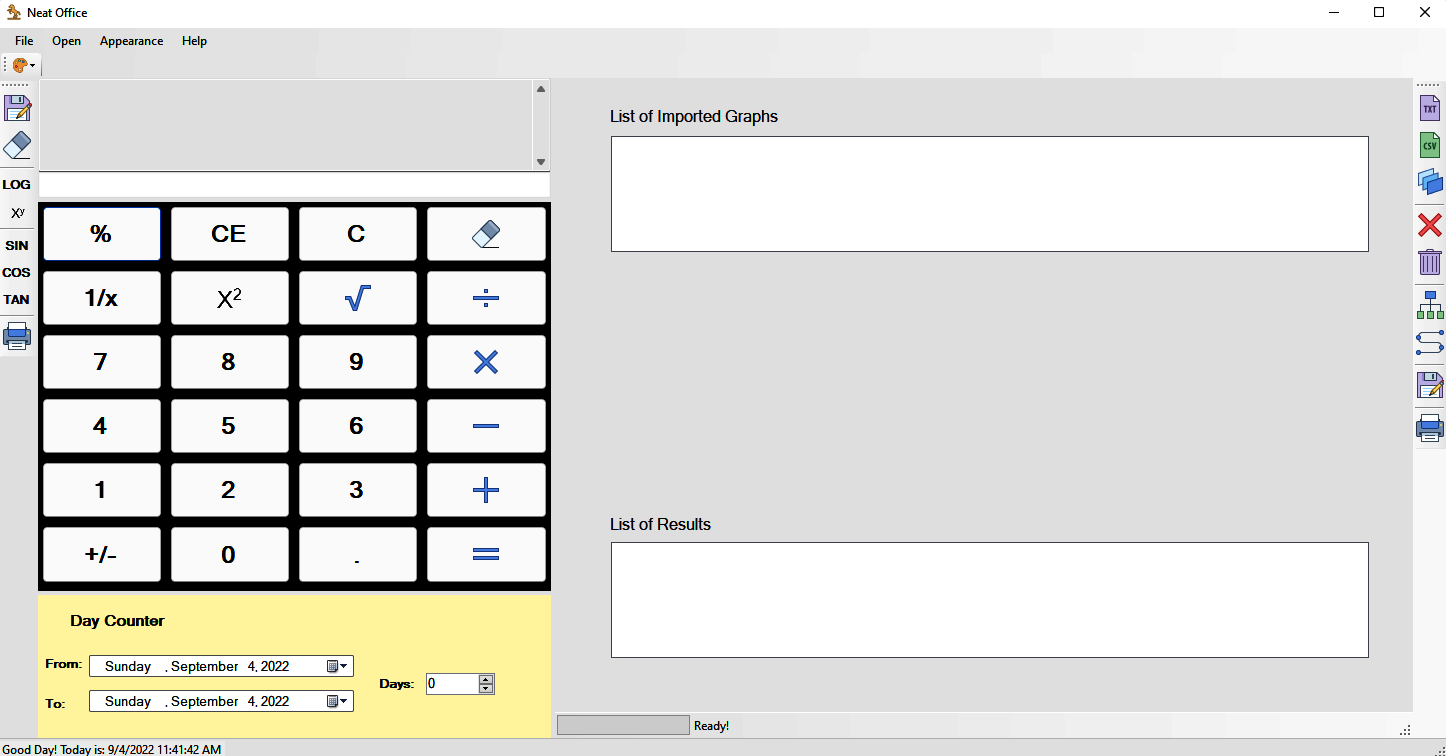 Neat Office
File Open Appearance Help
List of Imported Graphs
TXT
CSV
LOG
Xy
SIN
COS
TAN
% CE C
1/x X2 √ ÷
7 8 9 ×
4 5 6 −
1 2 3 +
+/- 0 . =
List of Results
Day Counter
From: Sunday , September 4, 2022
To: Sunday , September 4, 2022
Days: 0
Ready!
Good Day! Today is: 9/4/2022 11:41:42 AM